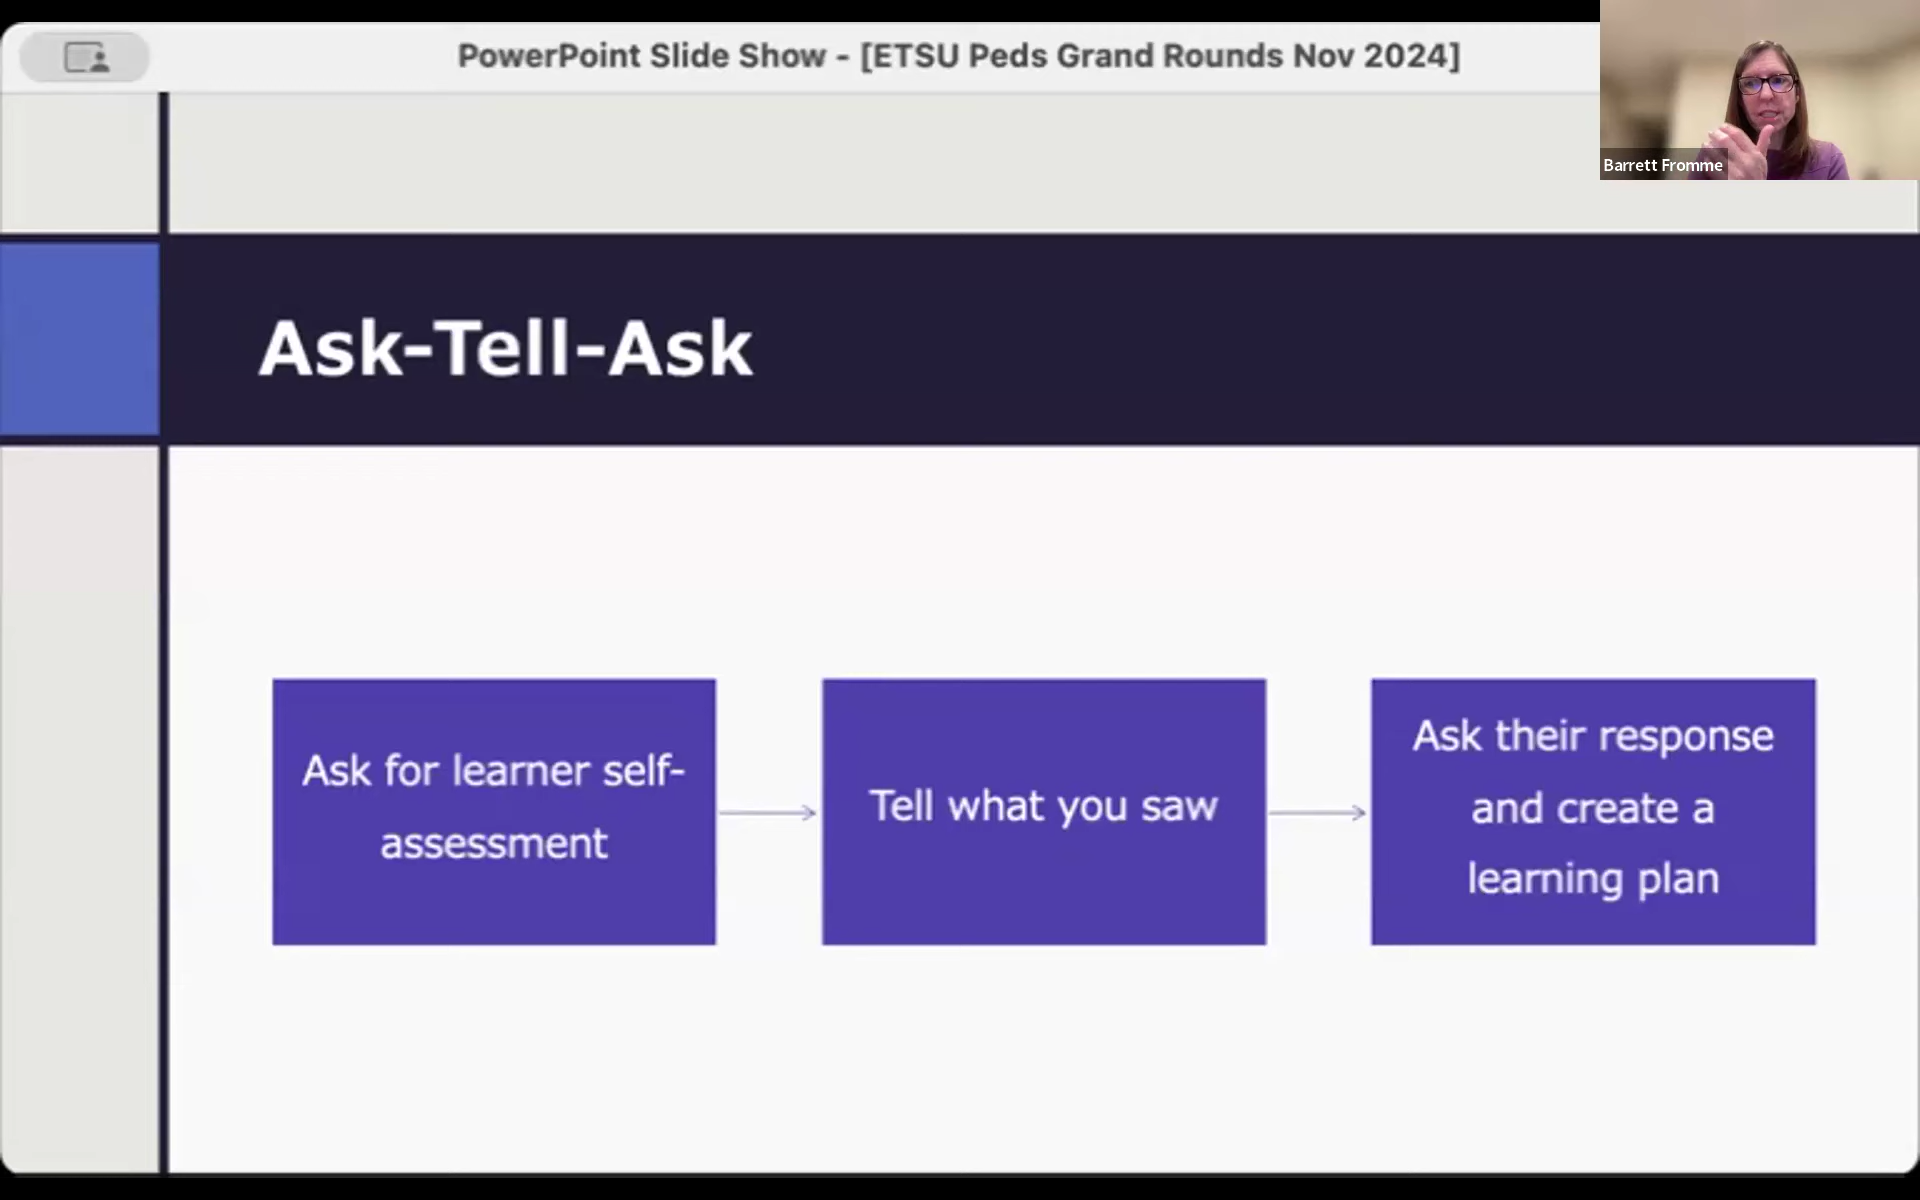 PowerPoint Slide Show - [ETSU Peds Grand Rounds Nov 2024]
Barrett Fromme
Ask-Tell-Ask
Ask for learner self-
assessment
Tell what you saw
Ask their response
and create a
learning plan